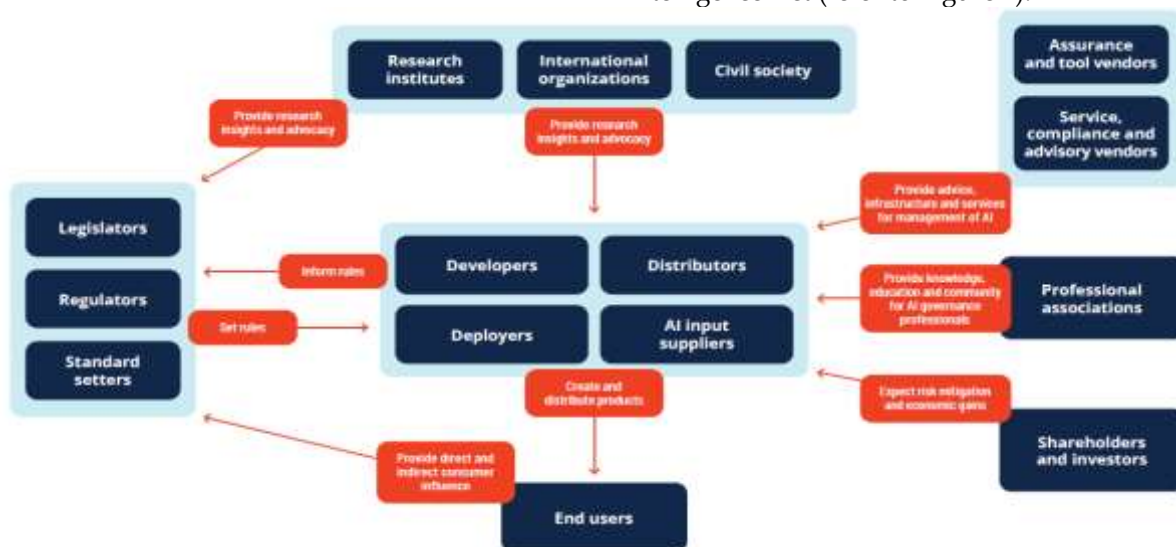 Research
institutes
International
organizations
Civil society
Assurance
and tool vendors
Service,
compliance and
advisory vendors
Provide research
insights and advocacy
Provide research
insights and advocacy
Provide advice,
infrastructure and services
for management of AI
Legislators
Regulators
Standard
setters
Inform rules
Set rules
Developers
Distributors
Deployers
AI input
suppliers
Provide knowledge,
education and community
for AI governance
professionals
Professional
associations
Create and
distribute products
Expect risk mitigation
and economic gains
Shareholders
and investors
Provide direct and
indirect consumer
influence
End users